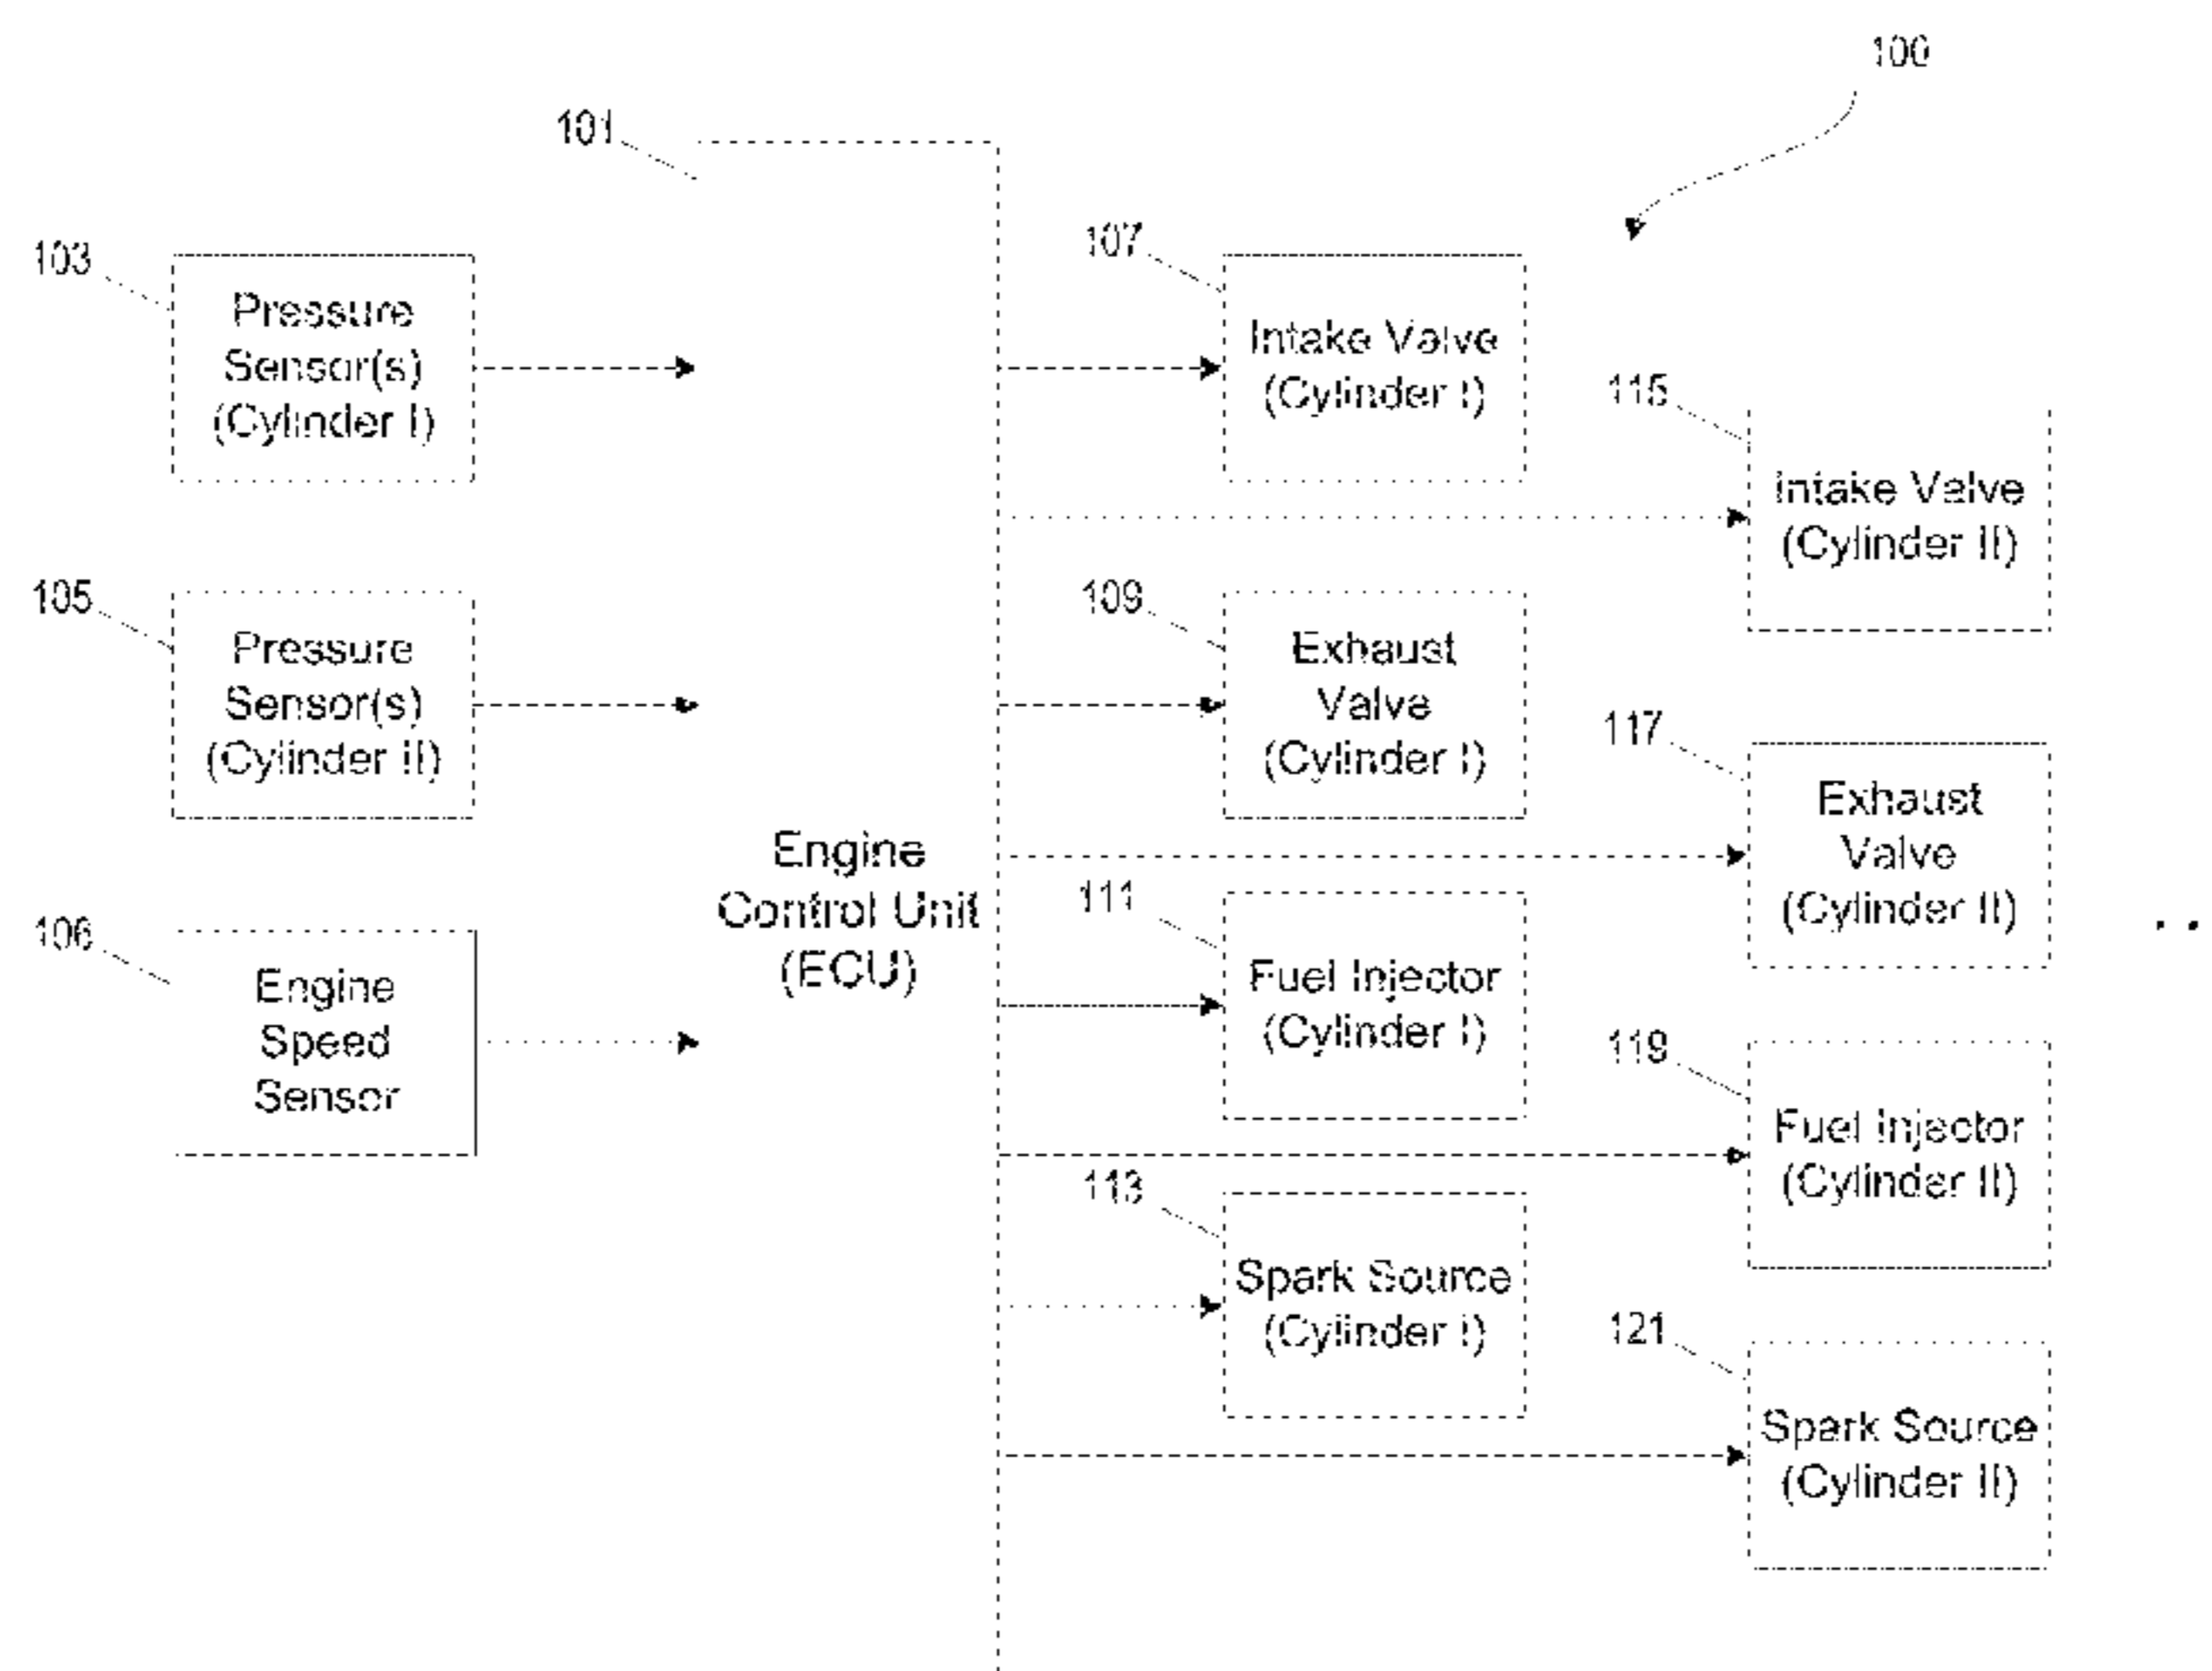 100
101
103
Pressure
Sensor(s)
(Cylinder I)
107
Intake Valve
(Cylinder I)
115
Intake Valve
(Cylinder II)
105
Pressure
Sensor(s)
(Cylinder II)
109
Exhaust
Valve
(Cylinder I)
117
Exhaust
Valve
(Cylinder II)
Engine
Control Unit
(ECU)
106
Engine
Speed
Sensor
111
Fuel Injector
(Cylinder I)
119
Fuel Injector
(Cylinder II)
113
Spark Source
(Cylinder I)
121
Spark Source
(Cylinder II)
. .